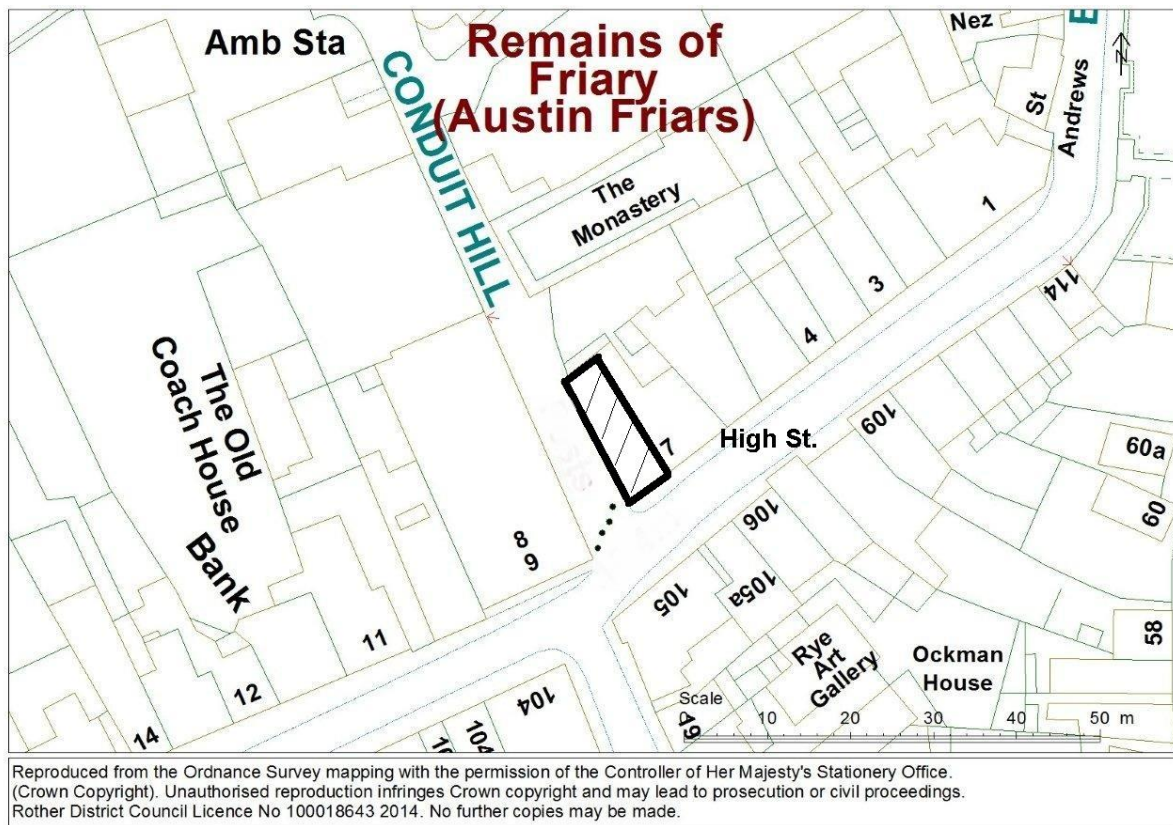 Amb Sta
Remains of
Friary
(Austin Friars)
Nez
E
St
Andrews
N
CONDUIT HILL
The
Monastery
1
3
4
7
114
The Old
Coach House
Bank
High St.
109
60a
60
8
9
106
105a
105
58
11
12
14
Rye
Art
Gallery
Ockman
House
104
104
10
49
Scale
10 20 30 40 50 m
Reproduced from the Ordnance Survey mapping with the permission of the Controller of Her Majesty's Stationery Office.
(Crown Copyright). Unauthorised reproduction infringes Crown copyright and may lead to prosecution or civil proceedings.
Rother District Council Licence No 100018643 2014. No further copies may be made.